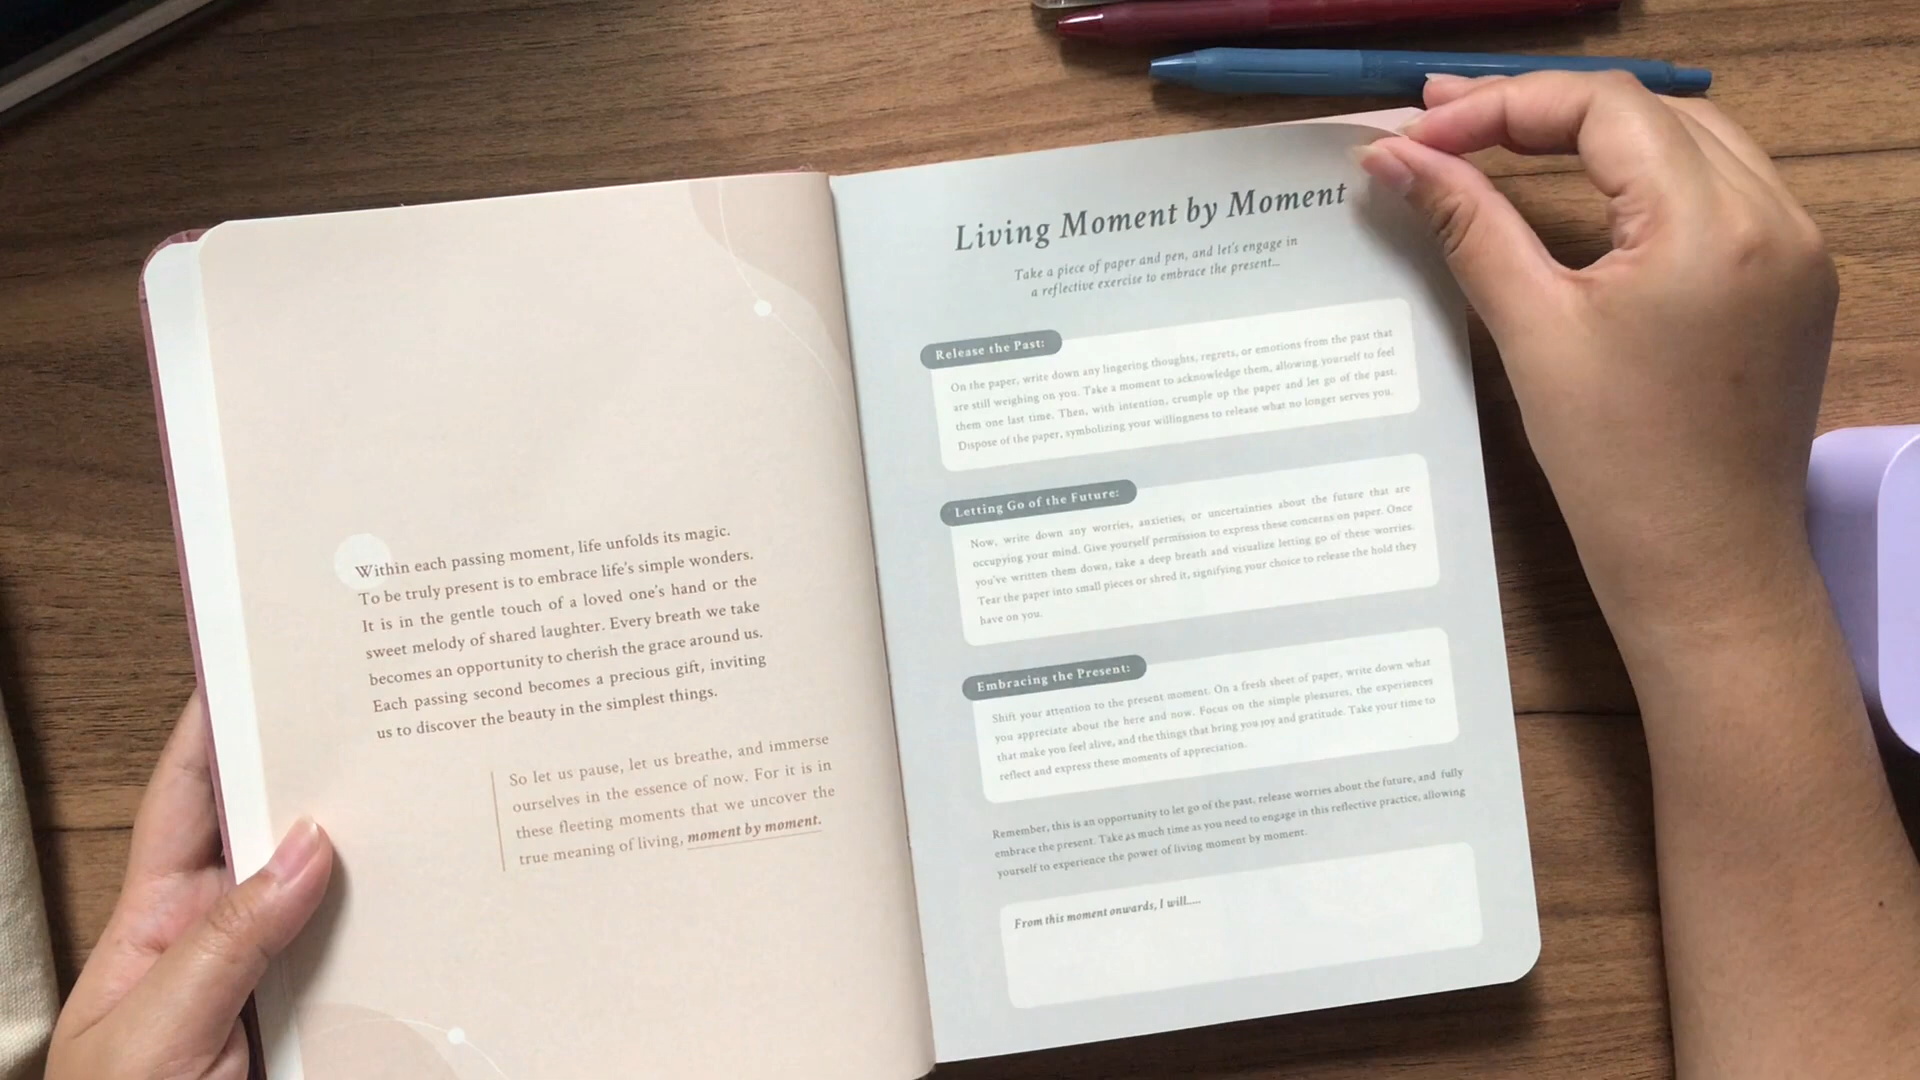 Within each passing moment, life unfolds its magic.
To be truly present is to embrace life's simple wonders.
It is in the gentle touch of a loved one's hand or the
sweet melody of shared laughter. Every breath we take
becomes an opportunity to cherish the grace around us.
Each passing second becomes a precious gift, inviting
us to discover the beauty in the simplest things.
So let us pause, let us breathe, and immerse
ourselves in the essence of now. For it is in
these fleeting moments that we uncover the
true meaning of living, moment by moment.
Living Moment by Moment
Take a piece of paper and pen, and let's engage in
a reflective exercise to embrace the present...
Release the Past:
On the paper, write down any lingering thoughts, regrets, or emotions from the past that
are still weighing on you. Take a moment to acknowledge them, allowing yourself to feel
them one last time. Then, with intention, crumple up the paper and let go of the past.
Dispose of the paper, symbolizing your willingness to release what no longer serves you.
Letting Go of the Future:
Now, write down any worries, anxieties, or uncertainties about the future that are
occupying your mind. Give yourself permission to express these concerns on paper. Once
you've written them down, take a deep breath and visualize letting go of these worries.
Tear the paper into small pieces or shred it, signifying your choice to release the hold they
have on you.
Embracing the Present:
Shift your attention to the present moment. On a fresh sheet of paper, write down what
you appreciate about the here and now. Focus on the simple pleasures, the experiences
that make you feel alive, and the things that bring you joy and gratitude. Take your time to
reflect and express these moments of appreciation.
Remember, this is an opportunity to let go of the past, release worries about the future, and fully
embrace the present. Take as much time as you need to engage in this reflective practice, allowing
yourself to experience the power of living moment by moment.
From this moment onwards, I will.....